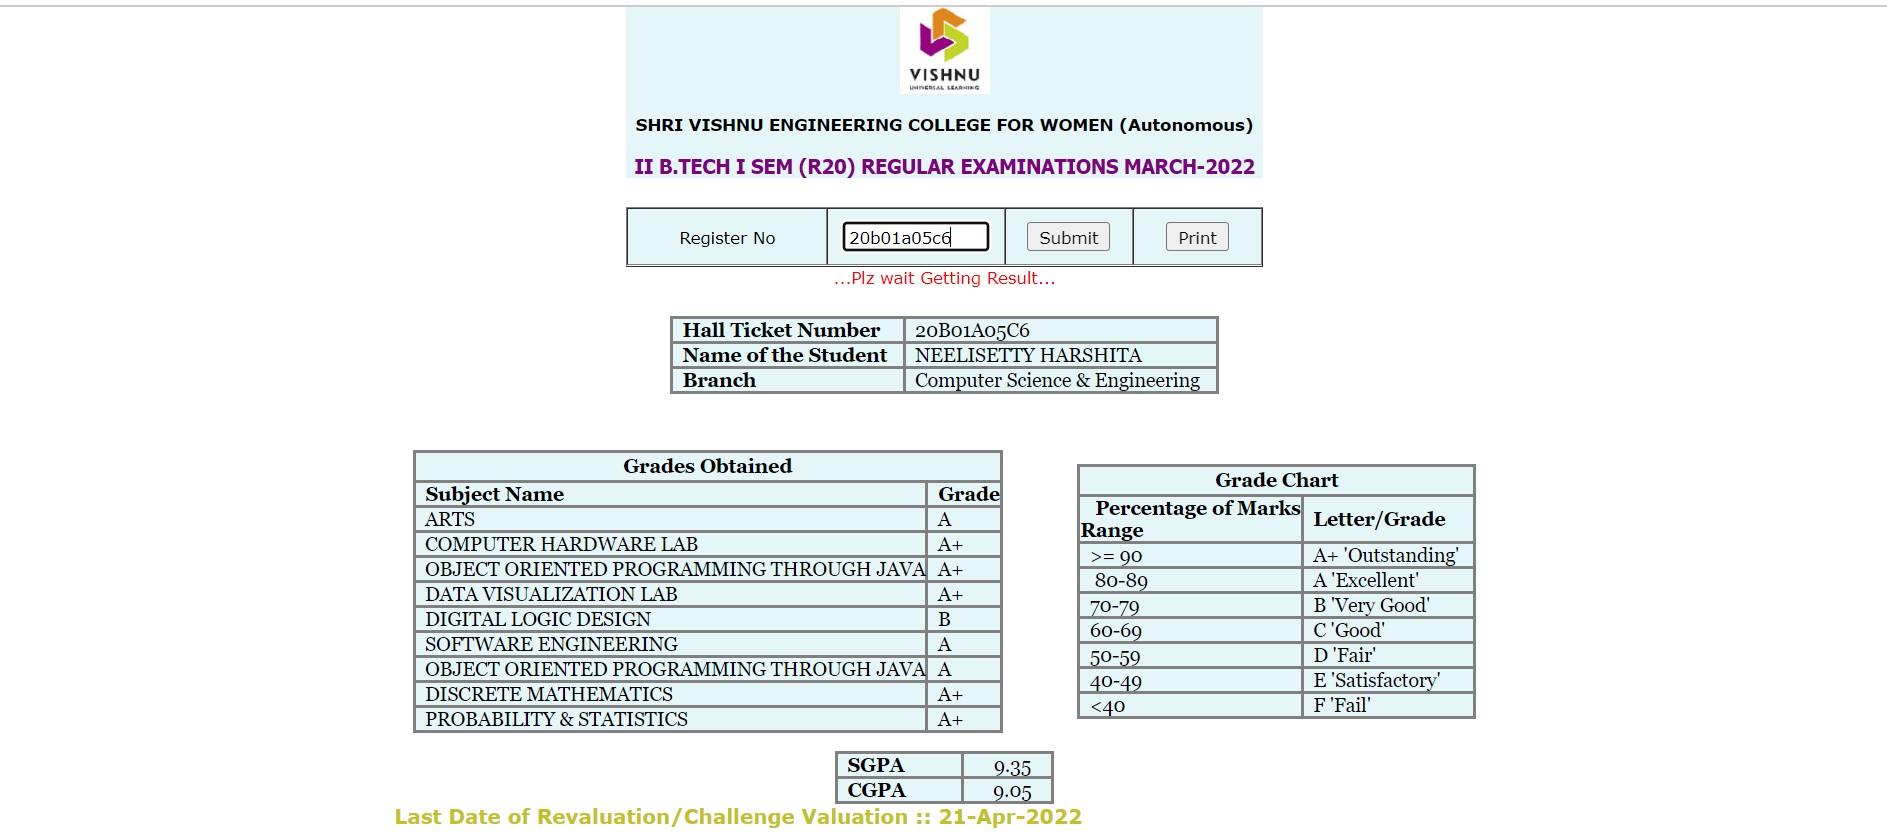 VISHNU
UNIVERSAL LEARNING
SHRI VISHNU ENGINEERING COLLEGE FOR WOMEN (Autonomous)
II B.TECH I SEM (R20) REGULAR EXAMINATIONS MARCH-2022
Register No 20b01a05c6 Submit Print
...Plz wait Getting Result...
Hall Ticket Number 20B01A05C6
Name of the Student NEELISETTY HARSHITA
Branch Computer Science & Engineering
Grades Obtained
Subject Name Grade
ARTS A
COMPUTER HARDWARE LAB A+
OBJECT ORIENTED PROGRAMMING THROUGH JAVA A+
DATA VISUALIZATION LAB A+
DIGITAL LOGIC DESIGN B
SOFTWARE ENGINEERING A
OBJECT ORIENTED PROGRAMMING THROUGH JAVA A
DISCRETE MATHEMATICS A+
PROBABILITY & STATISTICS A+
Grade Chart
Percentage of Marks
Range Letter/Grade
>= 90 A+ 'Outstanding'
80-89 A 'Excellent'
70-79 B 'Very Good'
60-69 C 'Good'
50-59 D 'Fair'
40-49 E 'Satisfactory'
<40 F 'Fail'
SGPA 9.35
CGPA 9.05
Last Date of Revaluation/Challenge Valuation :: 21-Apr-2022